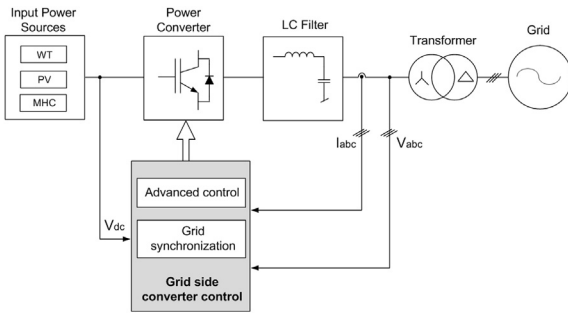 Input Power
Sources
WT
PV
MHC
Power
Converter
LC Filter
Transformer
Grid
Iabc
Vabc
Vdc
Advanced control
Grid
synchronization
Grid side
converter control